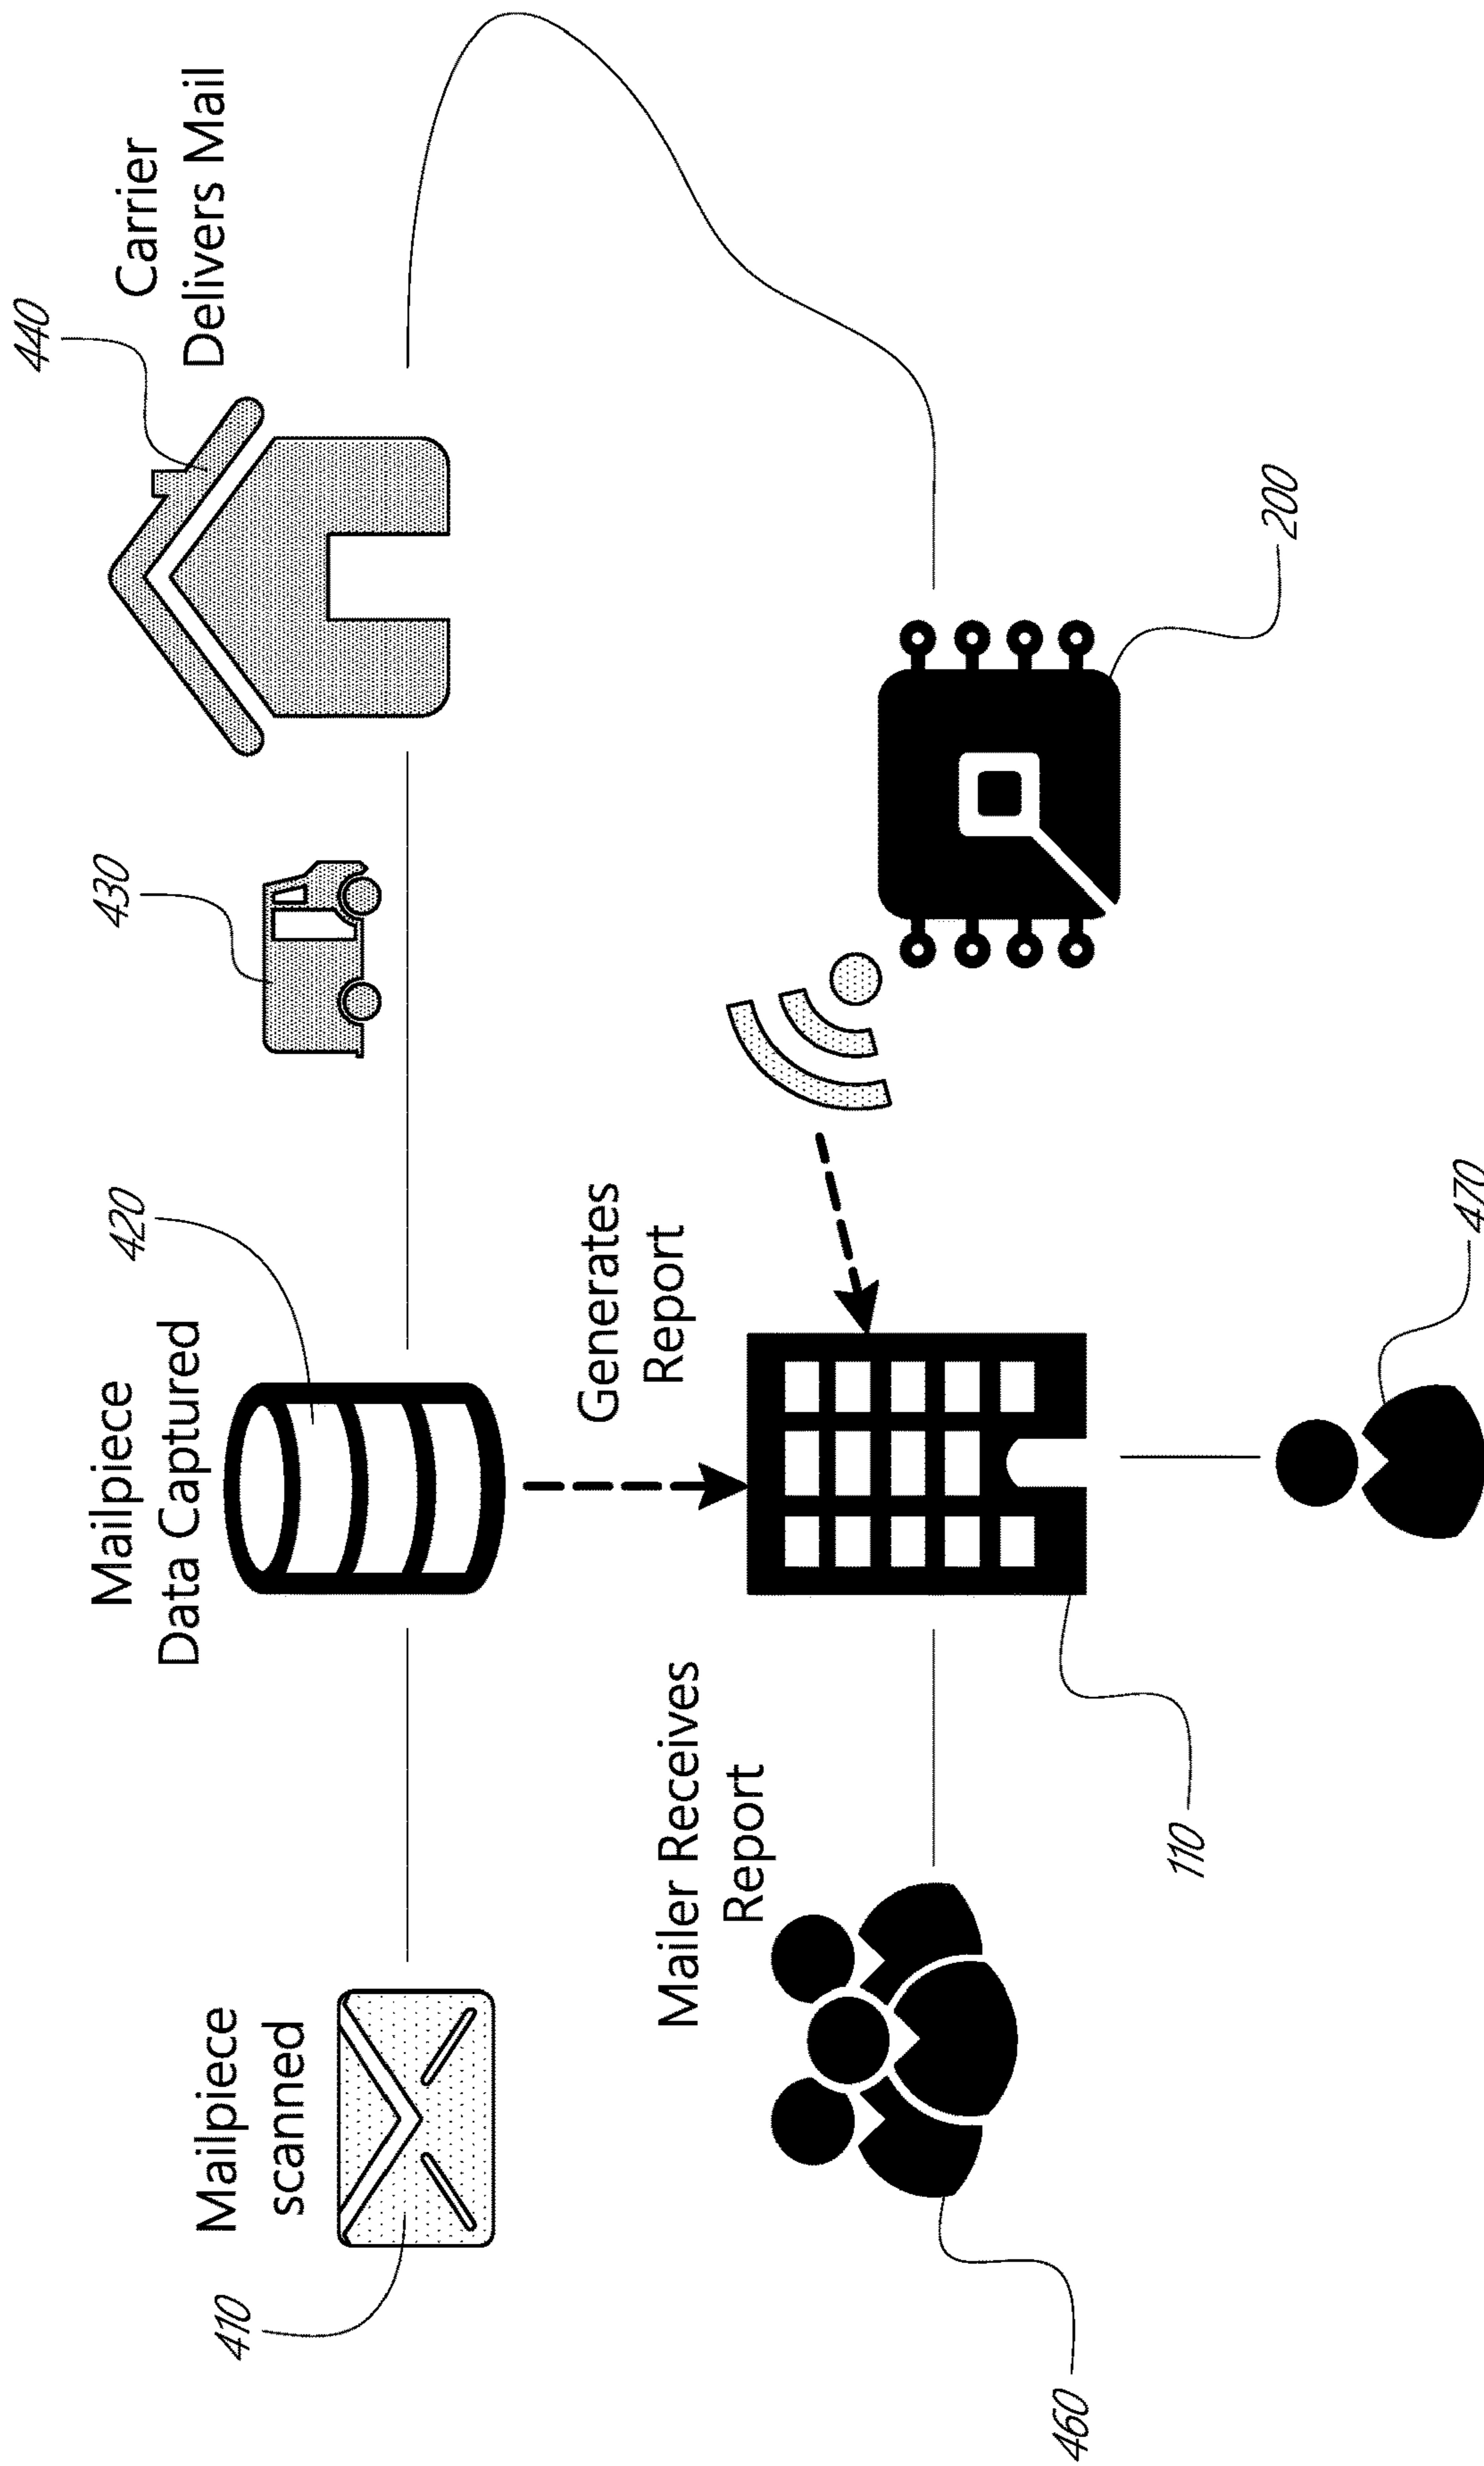 410
Mailpiece
scanned
Mailpiece
Data Captured
420
430
440
Carrier
Delivers Mail
Mailer Receives
Report
Generates
Report
460
110
470
200